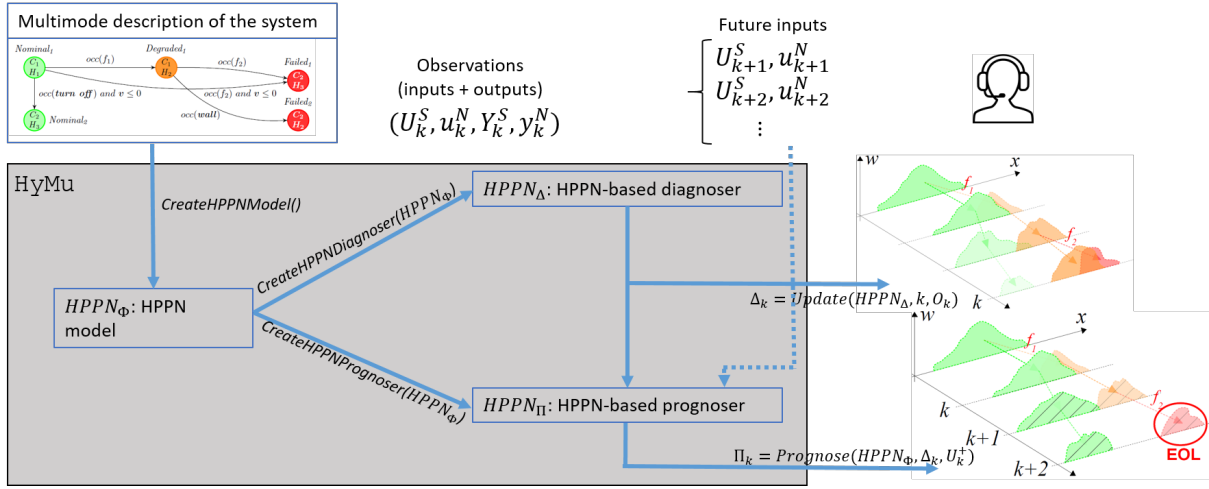 Multimode description of the system
Nominal₁
Degraded₁
Failed₁
C₁
H₁
occ(f₁)
C₁
H₂
occ(f₂)
C₂
H₃
occ(turn off) and v ≤ 0
occ(f₂) and v ≤ 0
Failed₂
C₂
H₃
Nominal₂
occ(wall)
C₂
H₂
Observations
(inputs + outputs)
(U_k^S, u_k^N, Y_k^S, y_k^N)
Future inputs
U_{k+1}^S, u_{k+1}^N
U_{k+2}^S, u_{k+2}^N
⋮
HyMu
CreateHPPNModel()
HPPN_Φ: HPPN
model
CreateHPPNDiagnoser(HPPN_Φ)
CreateHPPNPrognoser(HPPN_Φ)
HPPN_Δ: HPPN-based diagnoser
HPPN_Π: HPPN-based prognoser
w
x
f₁
f₂
k
Δ_k = Update(HPPN_Δ, k, O_k)
w
x
f₁
f₂
k
k+1
k+2
EOL
Π_k = Prognose(HPPN_Φ, Δ_k, U_k^+)